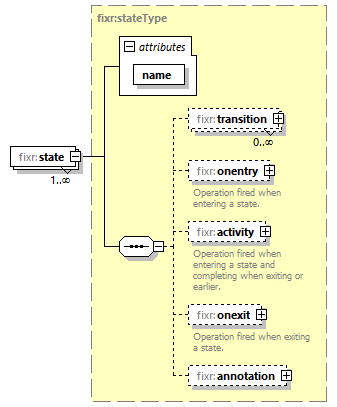 fixr:stateType
attributes
name
fixr:state
1..∞
fixr:transition
0..∞
fixr:onentry
Operation fired when
entering a state.
fixr:activity
Operation fired when
entering a state and
completing when exiting or
earlier.
fixr:onexit
Operation fired when exiting
a state.
fixr:annotation